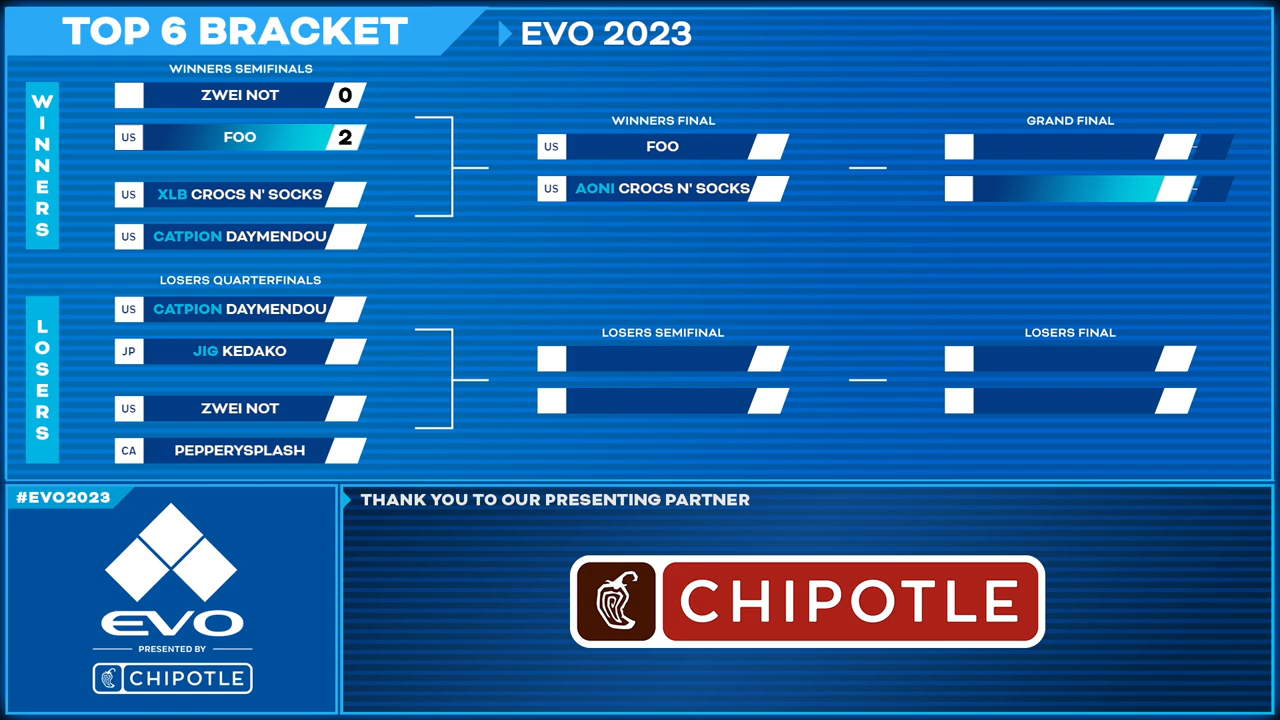 TOP 6 BRACKET
EVO 2023
WINNERS
WINNERS SEMIFINALS
ZWEI NOT 0
US FOO 2
US XLB CROCS N' SOCKS
US CATPION DAYMENDOU
WINNERS FINAL
US FOO
US AONI CROCS N' SOCKS
GRAND FINAL
LOSERS
LOSERS QUARTERFINALS
US CATPION DAYMENDOU
JP JIG KEDAKO
US ZWEI NOT
CA PEPPERYSPLASH
LOSERS SEMIFINAL
LOSERS FINAL
#EVO2023
EVO
PRESENTED BY
CHIPOTLE
THANK YOU TO OUR PRESENTING PARTNER
CHIPOTLE